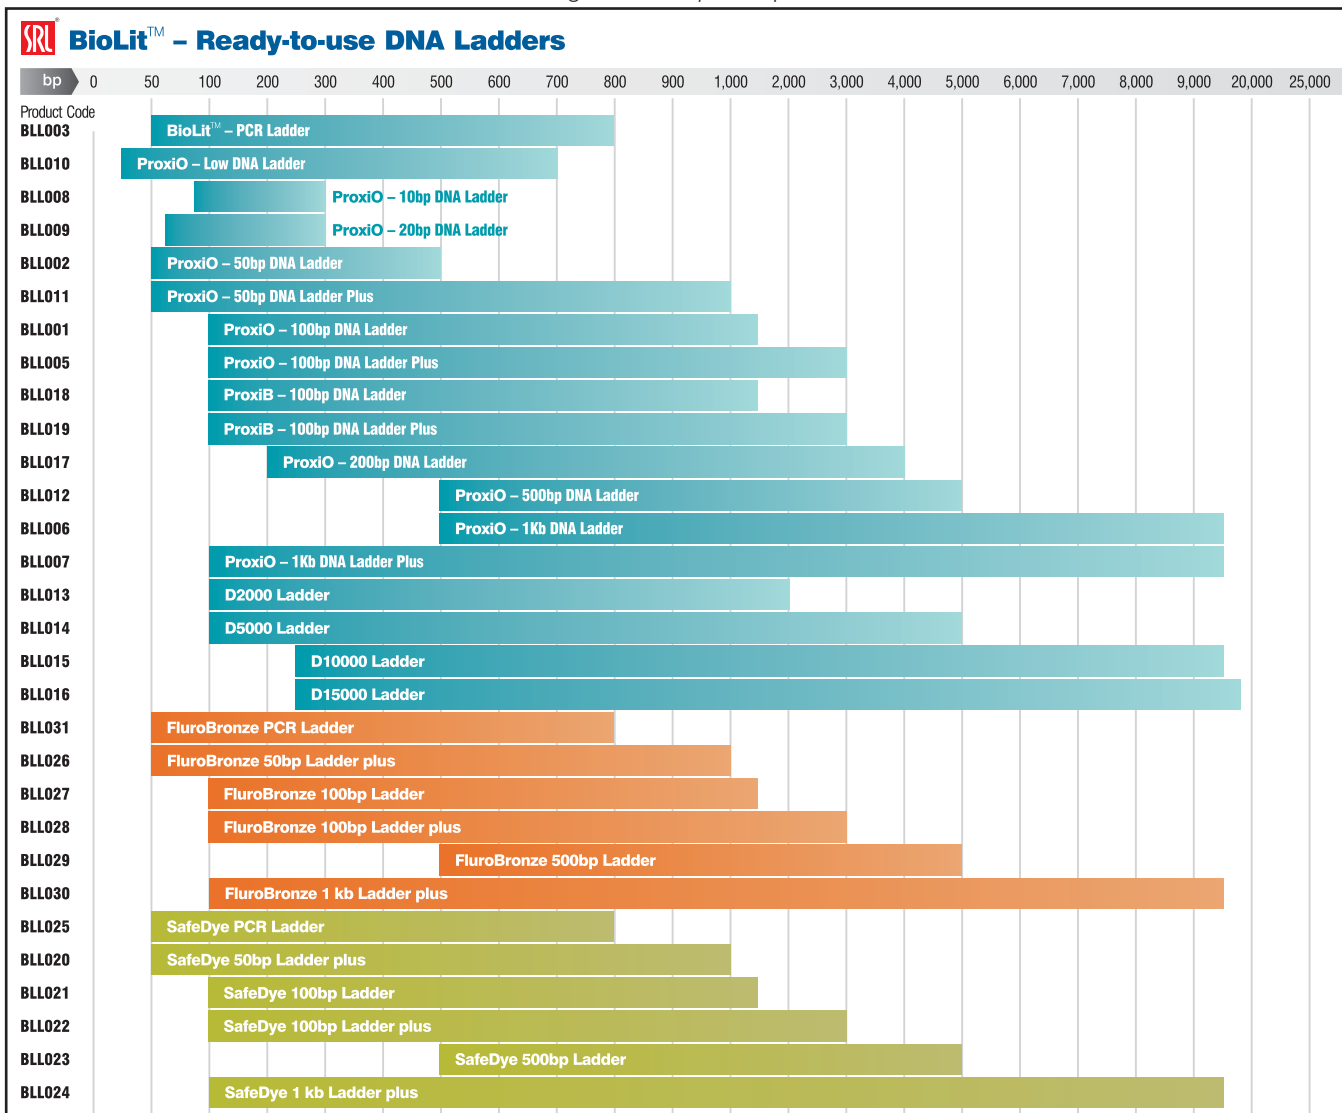 SRL® BioLit™ – Ready-to-use DNA Ladders
bp 0 50 100 200 300 400 500 600 700 800 900 1,000 2,000 3,000 4,000 5,000 6,000 7,000 8,000 9,000 20,000 25,000
Product Code
BLL003 BioLit™ – PCR Ladder
BLL010 ProxiO – Low DNA Ladder
BLL008 ProxiO – 10bp DNA Ladder
BLL009 ProxiO – 20bp DNA Ladder
BLL002 ProxiO – 50bp DNA Ladder
BLL011 ProxiO – 50bp DNA Ladder Plus
BLL001 ProxiO – 100bp DNA Ladder
BLL005 ProxiO – 100bp DNA Ladder Plus
BLL018 ProxiB – 100bp DNA Ladder
BLL019 ProxiB – 100bp DNA Ladder Plus
BLL017 ProxiO – 200bp DNA Ladder
BLL012 ProxiO – 500bp DNA Ladder
BLL006 ProxiO – 1Kb DNA Ladder
BLL007 ProxiO – 1Kb DNA Ladder Plus
BLL013 D2000 Ladder
BLL014 D5000 Ladder
BLL015 D10000 Ladder
BLL016 D15000 Ladder
BLL031 FluroBronze PCR Ladder
BLL026 FluroBronze 50bp Ladder plus
BLL027 FluroBronze 100bp Ladder
BLL028 FluroBronze 100bp Ladder plus
BLL029 FluroBronze 500bp Ladder
BLL030 FluroBronze 1 kb Ladder plus
BLL025 SafeDye PCR Ladder
BLL020 SafeDye 50bp Ladder plus
BLL021 SafeDye 100bp Ladder
BLL022 SafeDye 100bp Ladder plus
BLL023 SafeDye 500bp Ladder
BLL024 SafeDye 1 kb Ladder plus